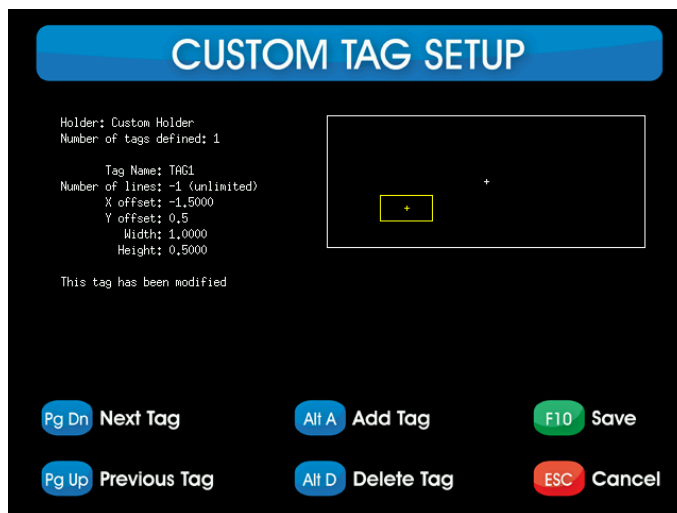 CUSTOM TAG SETUP
Holder: Custom Holder
Number of tags defined: 1
Tag Name: TAG1
Number of lines: -1 (unlimited)
X offset: -1.5000
Y offset: 0.5
Width: 1.0000
Height: 0.5000
This tag has been modified
Pg Dn Next Tag
Alt A Add Tag
F10 Save
Pg Up Previous Tag
Alt D Delete Tag
ESC Cancel